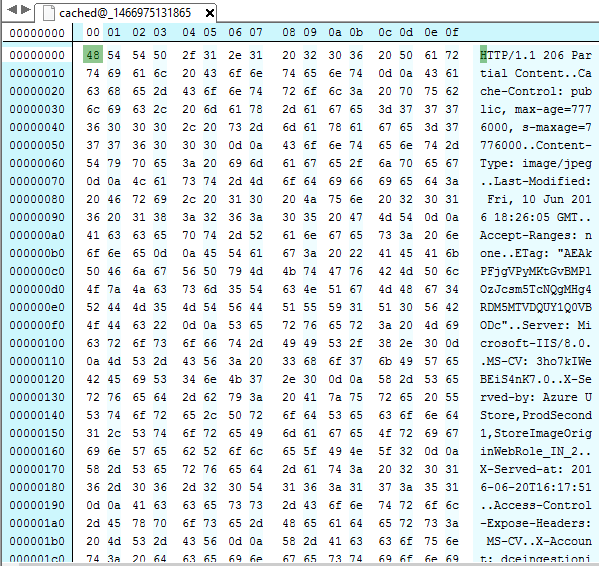 cached@_1466975131865
00000000 00 01 02 03 04 05 06 07 08 09 0a 0b 0c 0d 0e 0f
00000000 48 54 54 50 2f 31 2e 31 20 32 30 36 20 50 61 72 HTTP/1.1 206 Par
00000010 74 69 61 6c 20 43 6f 6e 74 65 6e 74 0d 0a 43 61 tial Content..Ca
00000020 63 68 65 2d 43 6f 6e 74 72 6f 6c 3a 20 70 75 62 che-Control: pub
00000030 6c 69 63 2c 20 6d 61 78 2d 61 67 65 3d 37 37 37 lic, max-age=777
00000040 36 30 30 30 2c 20 73 2d 6d 61 78 61 67 65 3d 37 6000, s-maxage=7
00000050 37 37 36 30 30 30 0d 0a 43 6f 6e 74 65 6e 74 2d 776000..Content-
00000060 54 79 70 65 3a 20 69 6d 61 67 65 2f 6a 70 65 67 Type: image/jpeg
00000070 0d 0a 4c 61 73 74 2d 4d 6f 64 69 66 69 65 64 3a ..Last-Modified:
00000080 20 46 72 69 2c 20 31 30 20 4a 75 6e 20 32 30 31 Fri, 10 Jun 201
00000090 36 20 31 38 3a 32 36 3a 30 35 20 47 4d 54 0d 0a 6 18:26:05 GMT..
000000a0 41 63 63 65 70 74 2d 52 61 6e 67 65 73 3a 20 6e Accept-Ranges: n
000000b0 6f 6e 65 0d 0a 45 54 61 67 3a 20 22 41 45 41 6b one..ETag: "AEAk
000000c0 50 46 6a 67 56 50 79 4d 4b 74 47 76 42 4d 50 6c PFjgVPyMKtGvBMPl
000000d0 4f 7a 4a 63 73 6d 35 54 63 4e 51 67 4d 48 67 34 OzJcsm5TcNQgMHg4
000000e0 52 44 4d 35 4d 54 56 44 51 55 59 31 51 30 56 42 RDM5MTVDQUY1Q0VB
000000f0 4f 44 63 22 0d 0a 53 65 72 76 65 72 3a 20 4d 69 ODc"..Server: Mi
00000100 63 72 6f 73 6f 66 74 2d 49 49 53 2f 38 2e 30 0d crosoft-IIS/8.0.
00000110 0a 4d 53 2d 43 56 3a 20 33 68 6f 37 6b 49 57 65 .MS-CV: 3ho7kIWe
00000120 42 45 69 53 34 6e 4b 37 2e 30 0d 0a 58 2d 53 65 BEiS4nK7.0..X-Se
00000130 72 76 65 64 2d 62 79 3a 20 41 7a 75 72 65 20 55 rved-by: Azure U
00000140 53 74 6f 72 65 2c 50 72 6f 64 53 65 63 6f 6e 64 Store,ProdSecond
00000150 31 2c 53 74 6f 72 65 49 6d 61 67 65 4f 72 69 67 1,StoreImageOrig
00000160 69 6e 57 65 62 52 6f 6c 65 5f 49 4e 5f 32 0d 0a inWebRole_IN_2..
00000170 58 2d 53 65 72 76 65 64 2d 61 74 3a 20 32 30 31 X-Served-at: 201
00000180 36 2d 30 36 2d 32 30 54 31 36 3a 31 37 3a 35 31 6-06-20T16:17:51
00000190 0d 0a 41 63 63 65 73 73 2d 43 6f 6e 74 72 6f 6c ..Access-Control
000001a0 2d 45 78 70 6f 73 65 2d 48 65 61 64 65 72 73 3a -Expose-Headers:
000001b0 20 4d 53 2d 43 56 0d 0a 58 2d 41 63 63 6f 75 6e MS-CV..X-Accoun
000001c0 74 3a 20 64 63 65 69 6e 67 65 73 74 69 6f 6e 69 t: dceingestioni